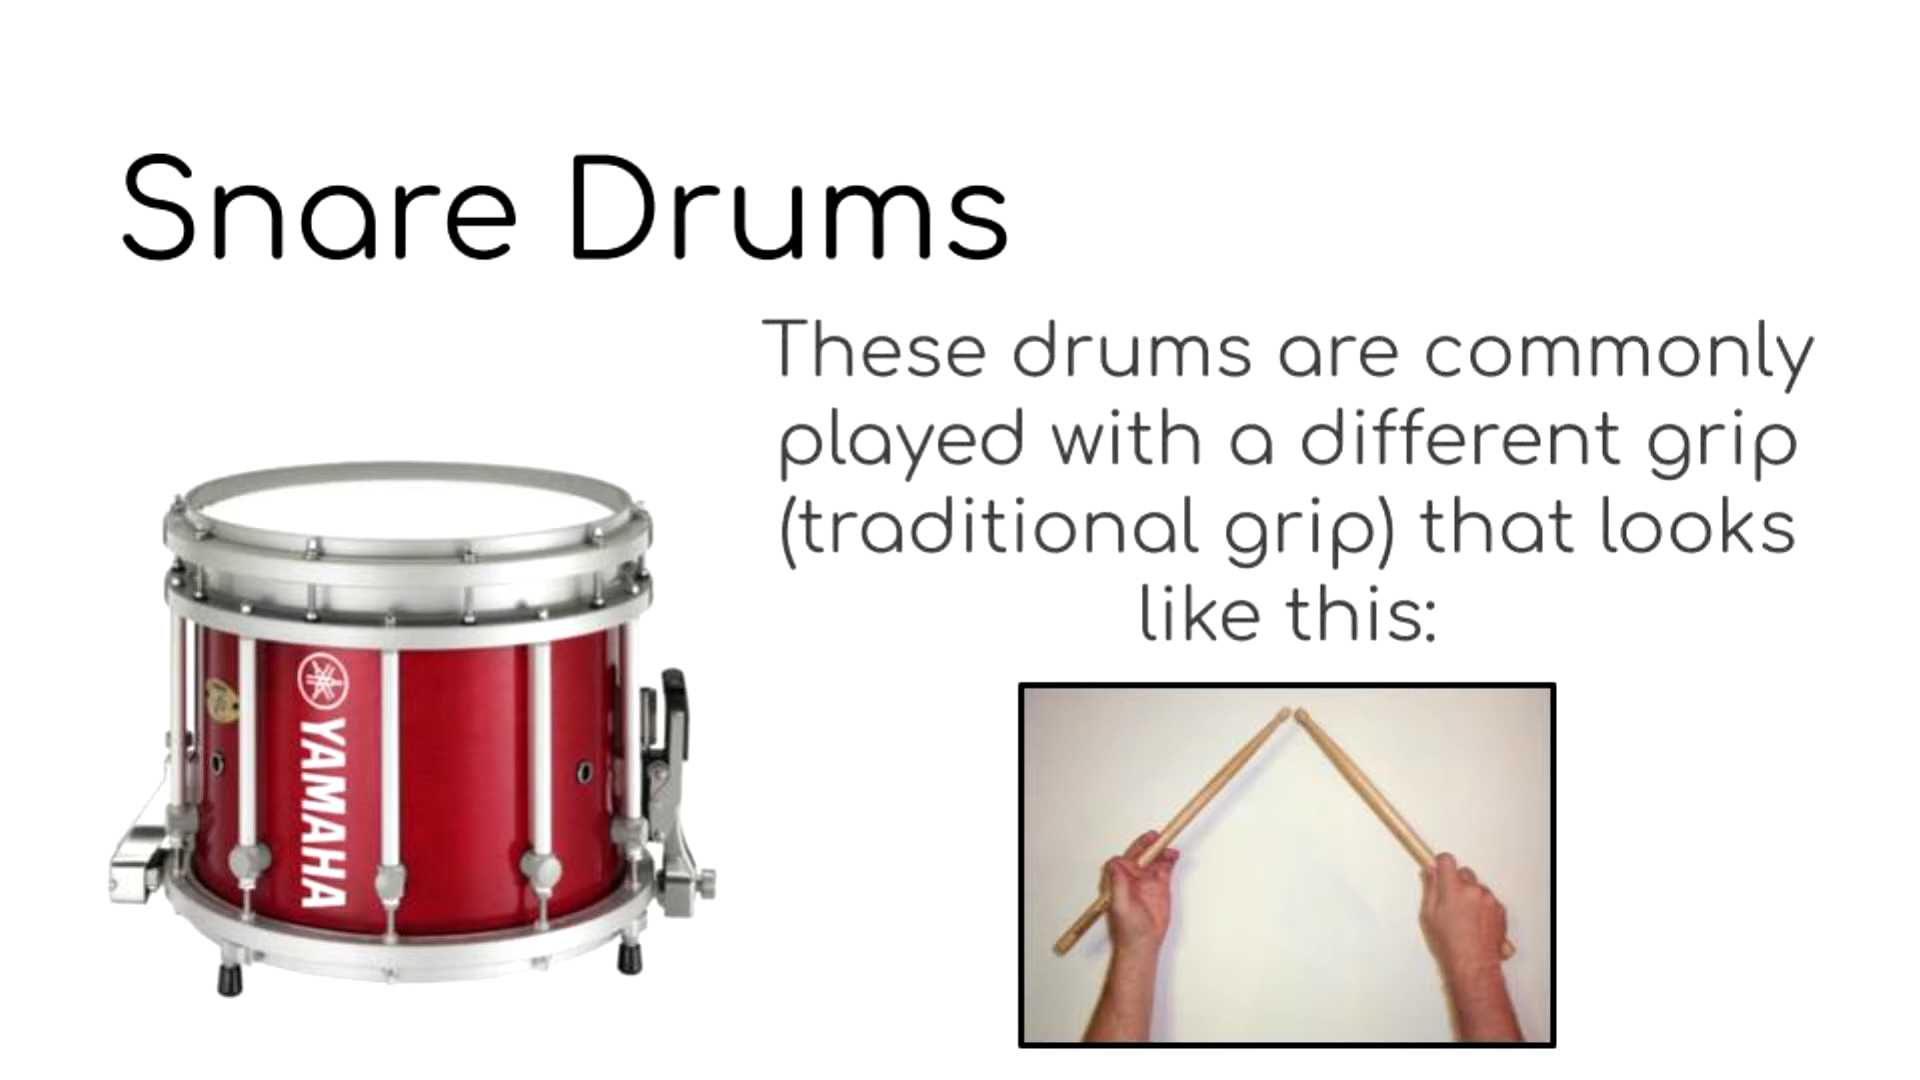 Snare Drums
These drums are commonly
played with a different grip
(traditional grip) that looks
like this:
YAMAHA